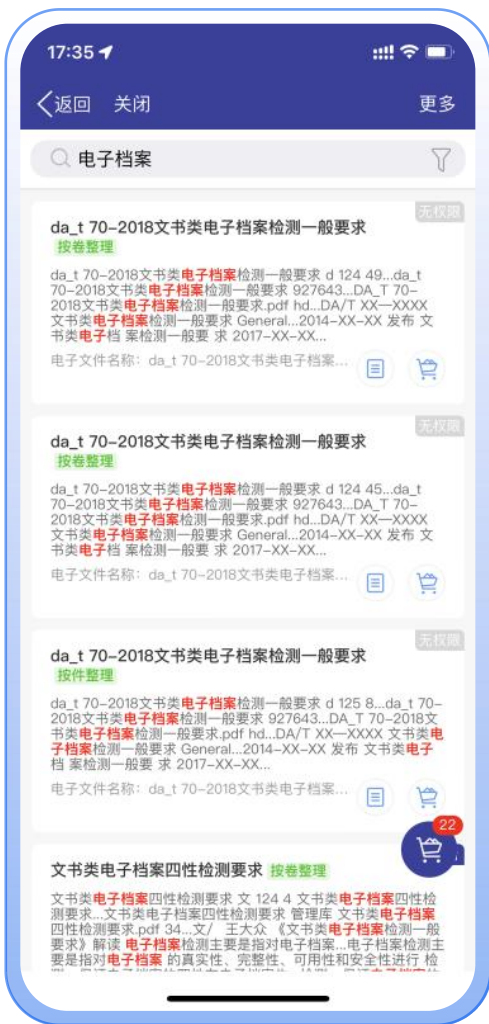 17:35
返回 关闭 更多
电子档案
无权限
da_t 70-2018文书类电子档案检测一般要求
按卷整理
da_t 70-2018文书类电子档案检测一般要求 d 124 49...da_t
70-2018文书类电子档案检测一般要求 927643...DA_T 70-
2018文书类电子档案检测一般要求.pdf hd...DA/T XX—XXXX
文书类电子档案检测一般要求 General...2014-XX-XX 发布 文
书类电子档 案检测一般要 求 2017-XX-XX...
电子文件名称：da_t 70-2018文书类电子档案...
无权限
da_t 70-2018文书类电子档案检测一般要求
按卷整理
da_t 70-2018文书类电子档案检测一般要求 d 124 45...da_t
70-2018文书类电子档案检测一般要求 927643...DA_T 70-
2018文书类电子档案检测一般要求.pdf hd...DA/T XX—XXXX
文书类电子档案检测一般要求 General...2014-XX-XX 发布 文
书类电子档 案检测一般要 求 2017-XX-XX...
电子文件名称：da_t 70-2018文书类电子档案...
无权限
da_t 70-2018文书类电子档案检测一般要求
按件整理
da_t 70-2018文书类电子档案检测一般要求 d 125 8...da_t 70-
2018文书类电子档案检测一般要求 927643...DA_T 70-2018文
书类电子档案检测一般要求.pdf hd...DA/T XX—XXXX 文书类电
子档案检测一般要求 General...2014-XX-XX 发布 文书类电子
档 案检测一般要 求 2017-XX-XX...
电子文件名称：da_t 70-2018文书类电子档案...
22
文书类电子档案四性检测要求 按卷整理
文书类电子档案四性检测要求 文 124 4 文书类电子档案四性检
测要求...文书类电子档案四性检测要求 管理库 文书类电子档案
四性检测要求.pdf 34...文/ 王大众 《文书类电子档案检测一般
要求》解读 电子档案检测主要是指对电子档案...电子档案检测主
要是指对电子档案 的真实性、完整性、可用性和安全性进行 检